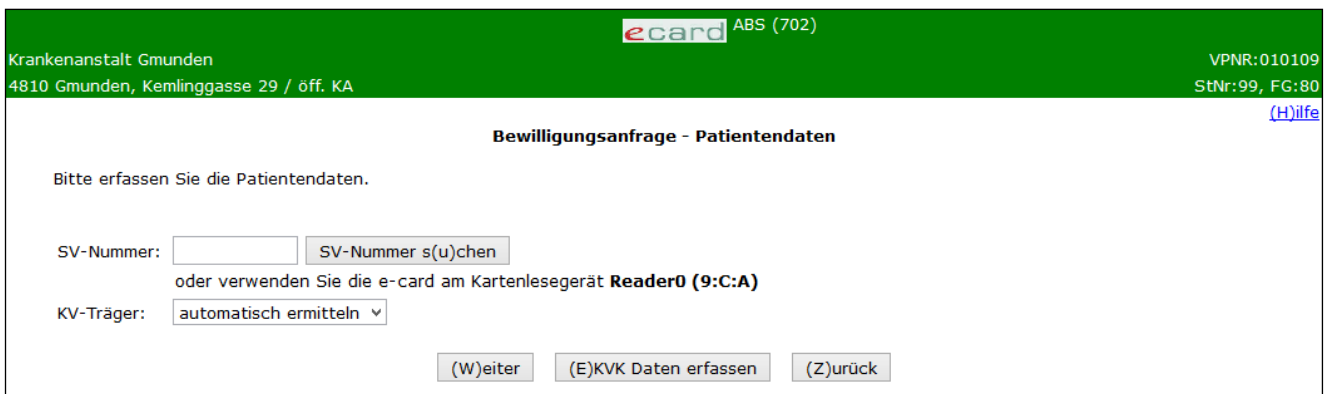 ecard ABS (702)
Krankenanstalt Gmunden VPNR:010109
4810 Gmunden, Kemlinggasse 29 / öff. KA StNr:99, FG:80
(H)ilfe
Bewilligungsanfrage - Patientendaten
Bitte erfassen Sie die Patientendaten.
SV-Nummer: SV-Nummer s(u)chen
oder verwenden Sie die e-card am Kartenlesegerät Reader0 (9:C:A)
KV-Träger: automatisch ermitteln
(W)eiter (E)KVK Daten erfassen (Z)urück